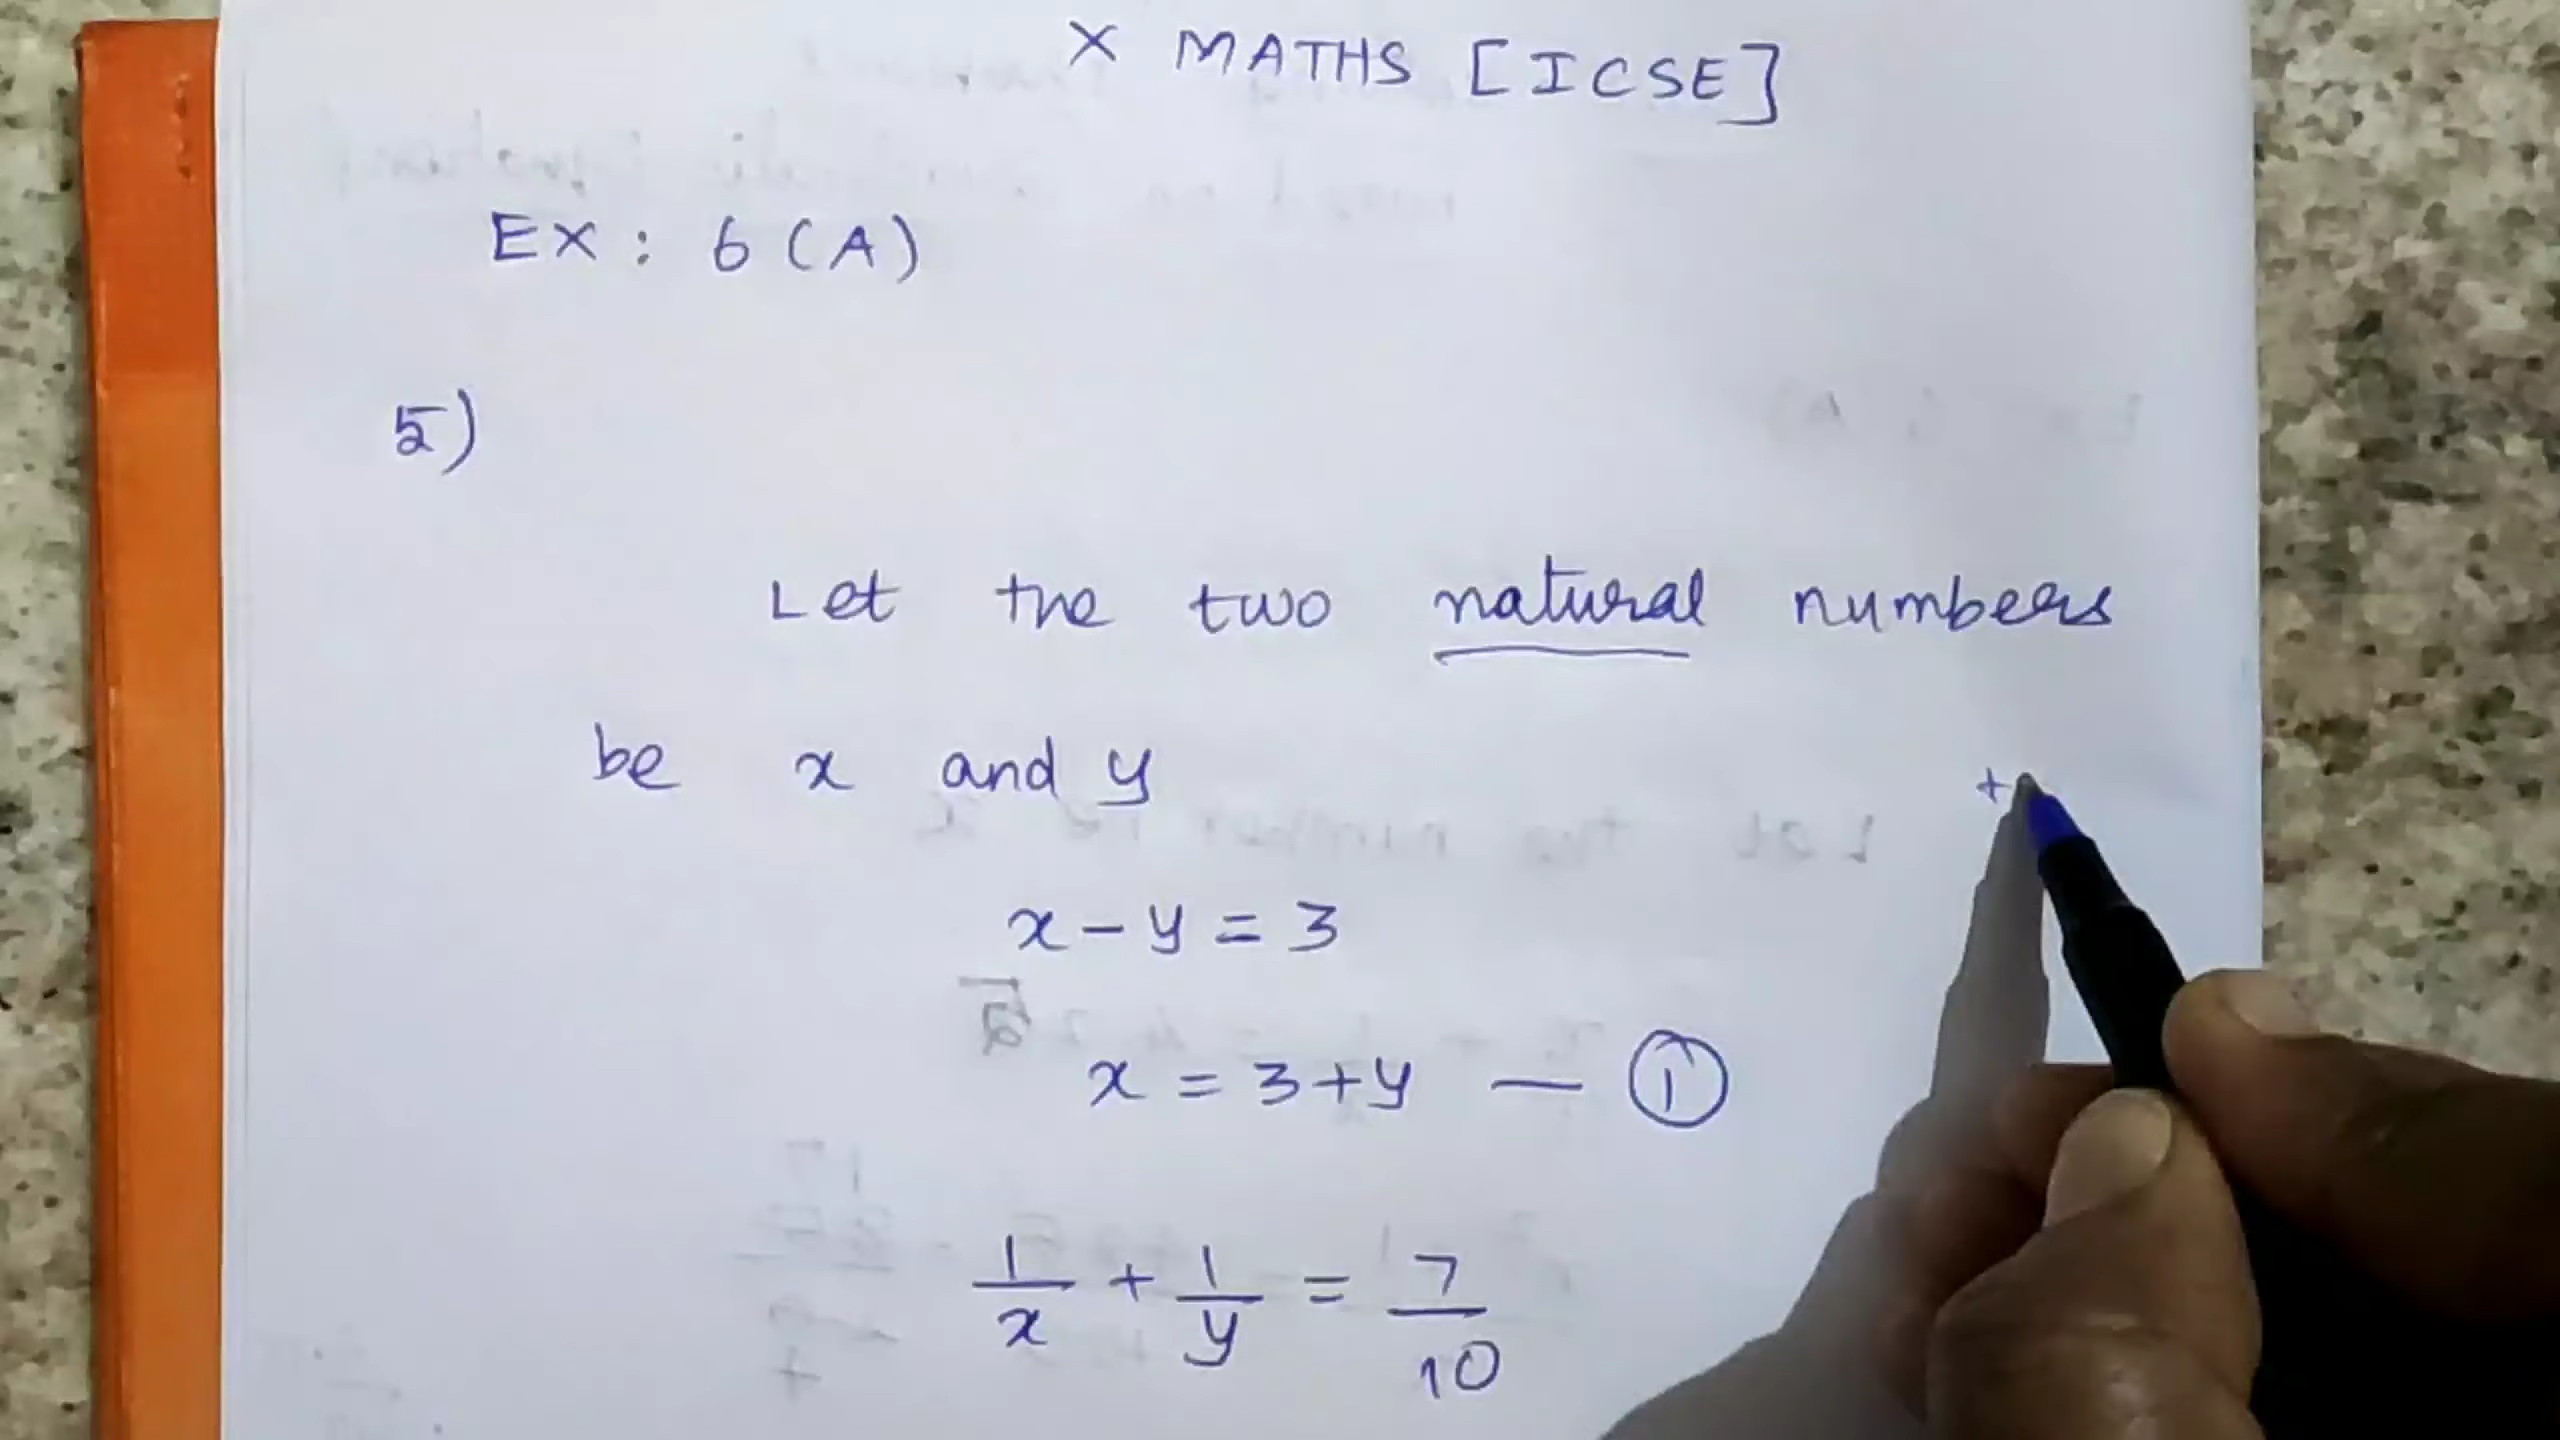 X MATHS [ICSE]
EX : 6 (A)
5)
Let the two natural numbers
be x and y
+
x - y = 3
x = 3 + y — ①
1/x + 1/y = 7/10